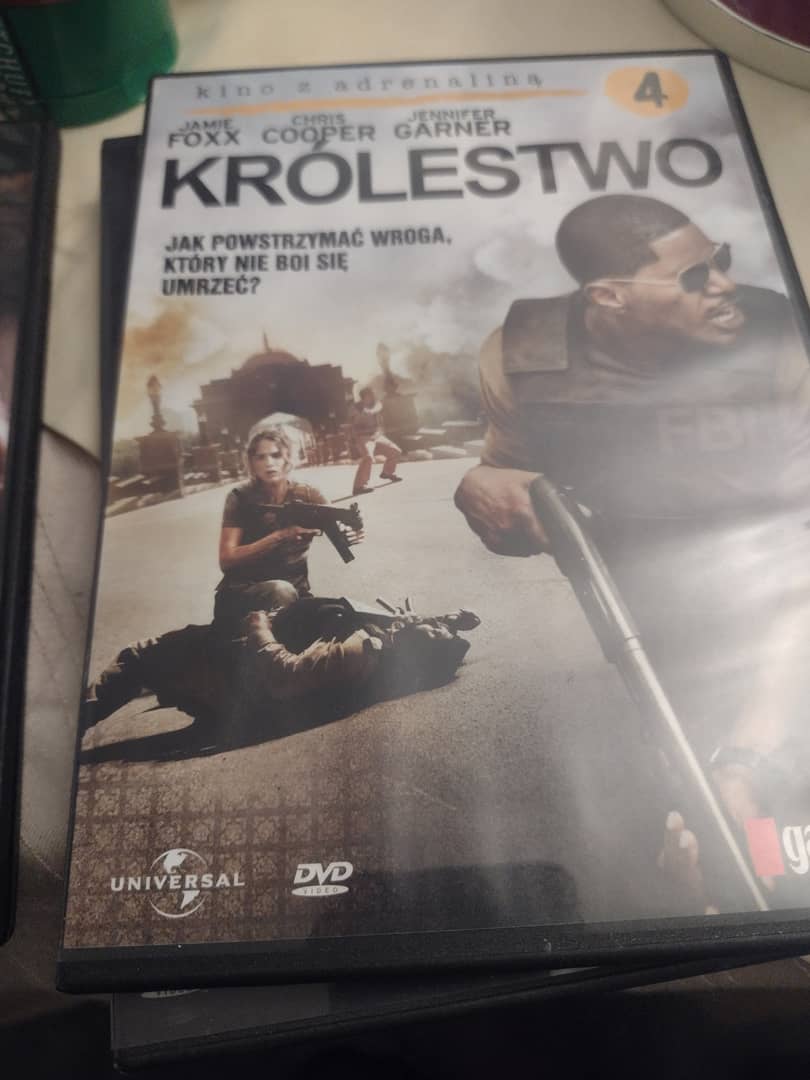 kino z adrenaliną
4
JAMIE FOXX
CHRIS COOPER
JENNIFER GARNER
KRÓLESTWO
JAK POWSTRZYMAĆ WROGA,
KTÓRY NIE BOI SIĘ
UMRZEĆ?
FBI
UNIVERSAL
DVD
VIDEO